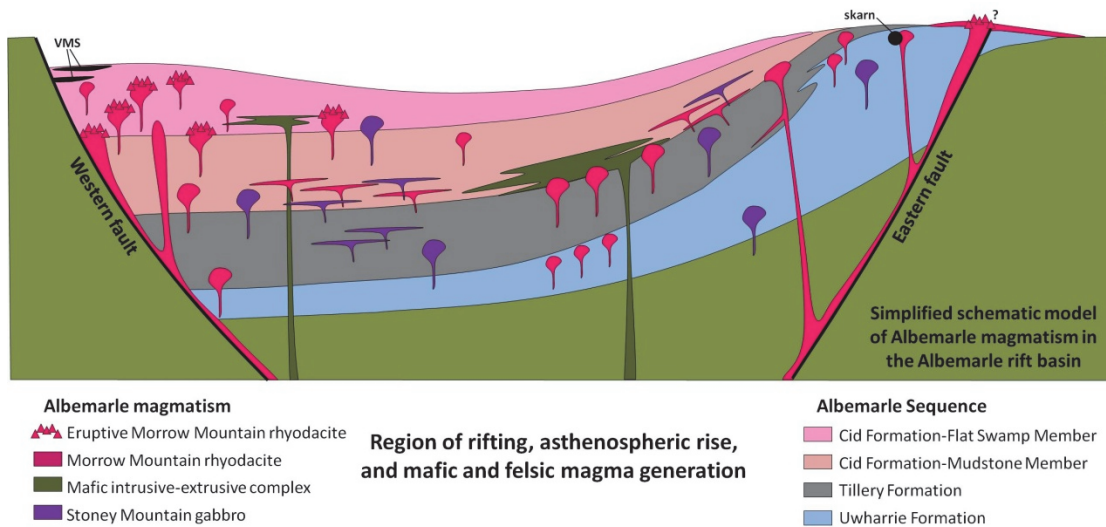 VMS
skarn
?
Western fault
Eastern fault
Simplified schematic model
of Albemarle magmatism in
the Albemarle rift basin
Albemarle magmatism
Eruptive Morrow Mountain rhyodacite
Morrow Mountain rhyodacite
Mafic intrusive-extrusive complex
Stoney Mountain gabbro
Region of rifting, asthenospheric rise,
and mafic and felsic magma generation
Albemarle Sequence
Cid Formation-Flat Swamp Member
Cid Formation-Mudstone Member
Tillery Formation
Uwharrie Formation